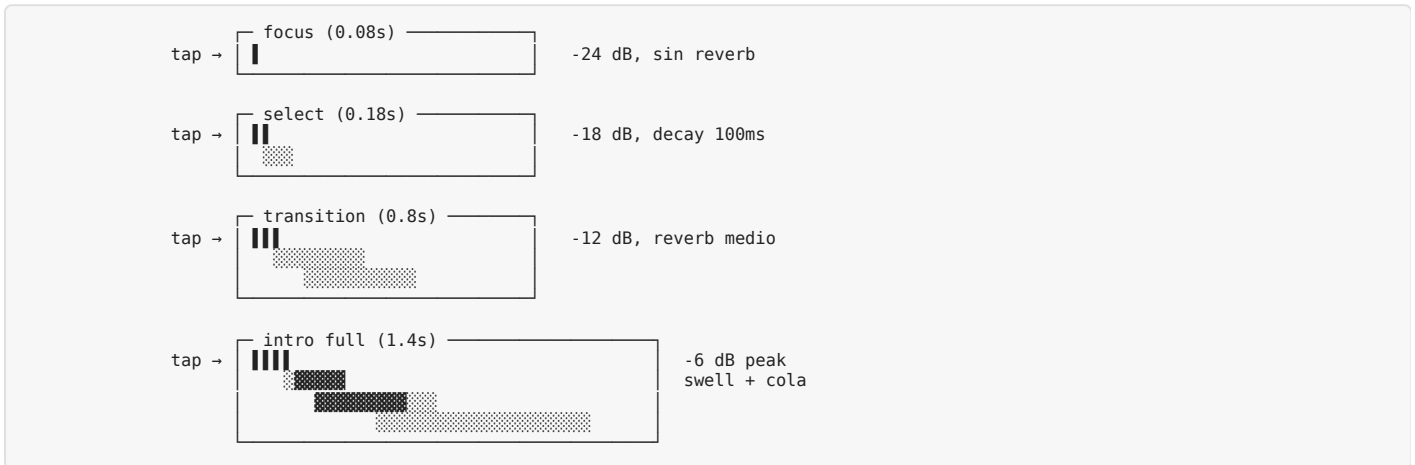 focus (0.08s)
tap → -24 dB, sin reverb
select (0.18s)
tap → -18 dB, decay 100ms
transition (0.8s)
tap → -12 dB, reverb medio
intro full (1.4s)
tap → -6 dB peak
swell + cola